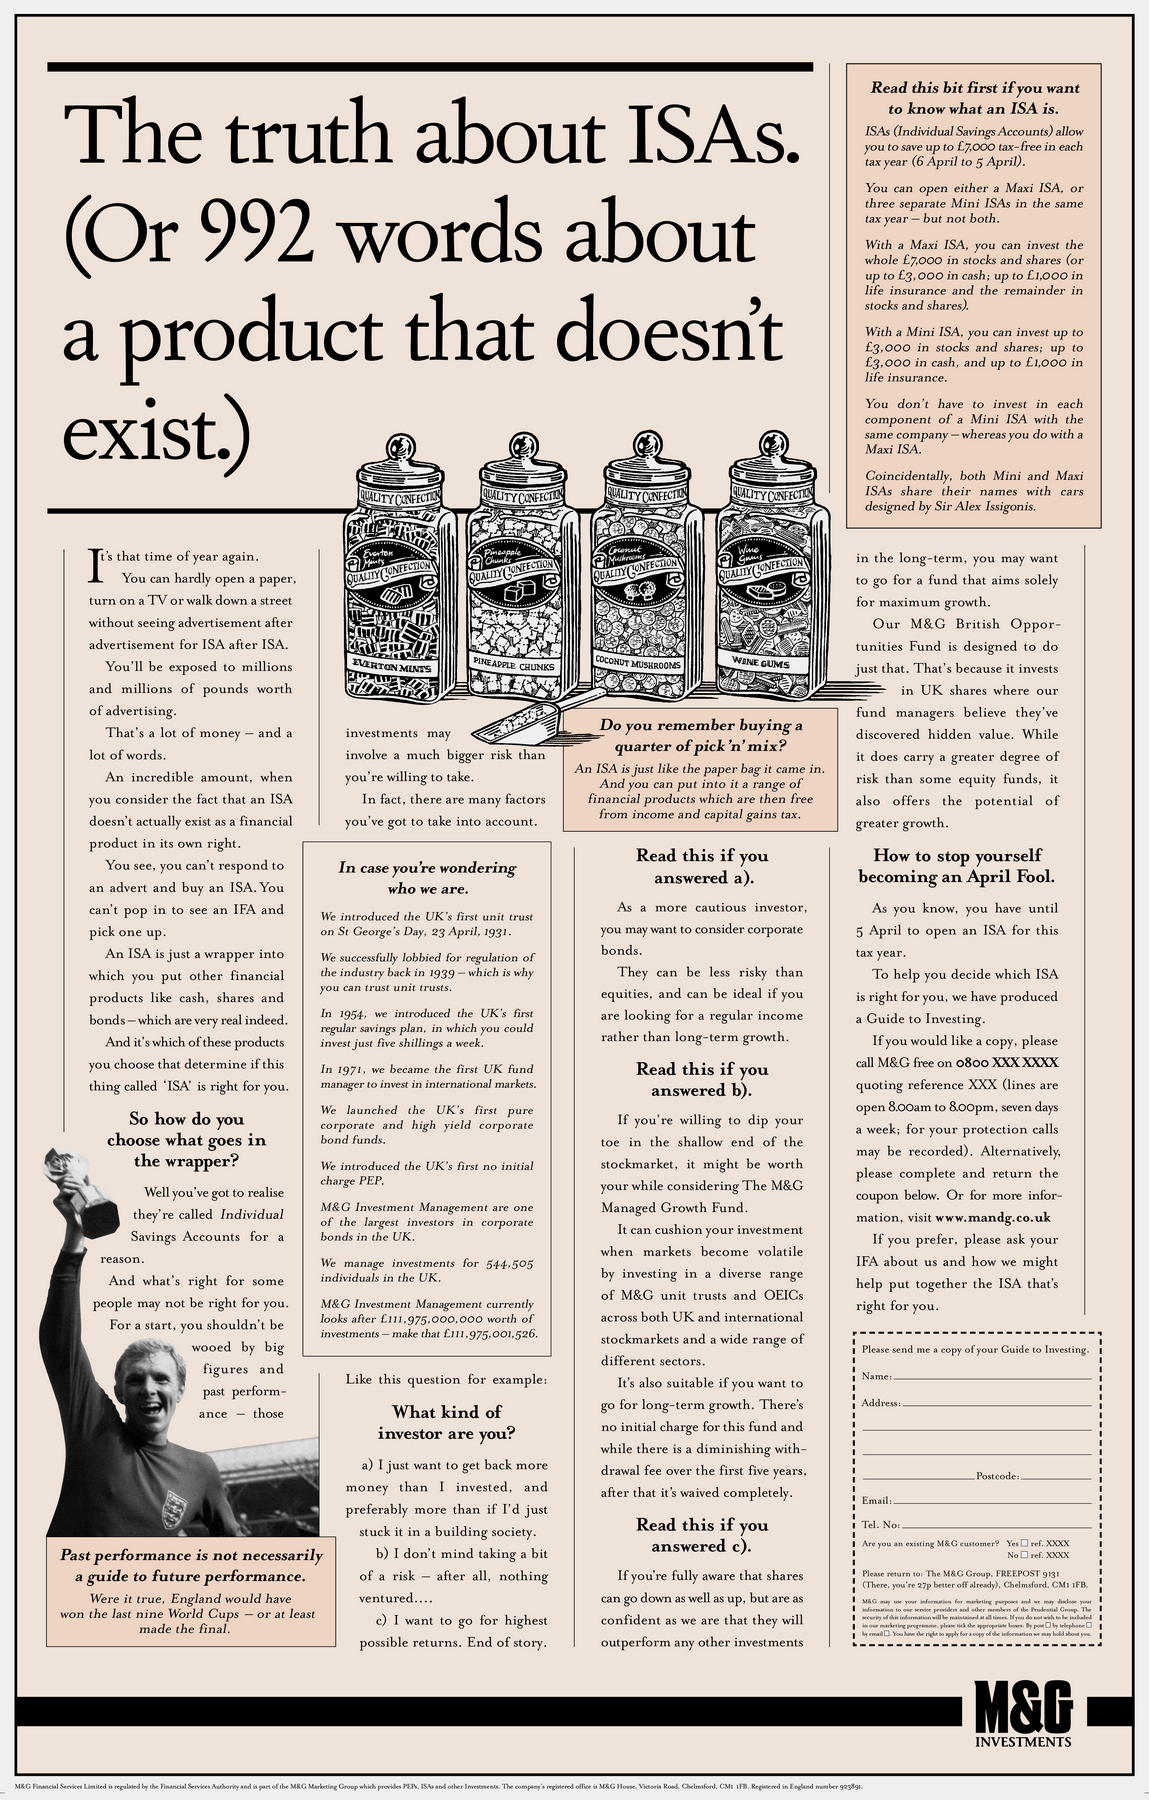 The truth about ISAs.
(Or 992 words about
a product that doesn't
exist.)
Read this bit first if you want
to know what an ISA is.
ISAs (Individual Savings Accounts) allow
you to save up to £7,000 tax-free in each
tax year (6 April to 5 April).
You can open either a Maxi ISA, or
three separate Mini ISAs in the same
tax year – but not both.
With a Maxi ISA, you can invest the
whole £7,000 in stocks and shares (or
up to £3,000 in cash; up to £1,000 in
life insurance and the remainder in
stocks and shares).
With a Mini ISA, you can invest up to
£3,000 in stocks and shares; up to
£3,000 in cash, and up to £1,000 in
life insurance.
You don't have to invest in each
component of a Mini ISA with the
same company – whereas you do with a
Maxi ISA.
Coincidentally, both Mini and Maxi
ISAs share their names with cars
designed by Sir Alex Issigonis.
QUALITY CONFECTION
Everton
Mints
QUALITY CONFECTION
EVERTON MINTS
QUALITY CONFECTION
Pineapple
Chunks
QUALITY CONFECTION
PINEAPPLE CHUNKS
QUALITY CONFECTION
Coconut
Mushrooms
QUALITY CONFECTION
COCONUT MUSHROOMS
QUALITY CONFECTION
Wine
Gums
QUALITY CONFECTION
WINE GUMS
It's that time of year again.
You can hardly open a paper,
turn on a TV or walk down a street
without seeing advertisement after
advertisement for ISA after ISA.
You'll be exposed to millions
and millions of pounds worth
of advertising.
That's a lot of money – and a
lot of words.
An incredible amount, when
you consider the fact that an ISA
doesn't actually exist as a financial
product in its own right.
You see, you can't respond to
an advert and buy an ISA. You
can't pop in to see an IFA and
pick one up.
An ISA is just a wrapper into
which you put other financial
products like cash, shares and
bonds – which are very real indeed.
And it's which of these products
you choose that determine if this
thing called 'ISA' is right for you.
So how do you
choose what goes in
the wrapper?
Well you've got to realise
they're called Individual
Savings Accounts for a
reason.
And what's right for some
people may not be right for you.
For a start, you shouldn't be
wooed by big
figures and
past perform-
ance – those
Past performance is not necessarily
a guide to future performance.
Were it true, England would have
won the last nine World Cups – or at least
made the final.
investments may
involve a much bigger risk than
you're willing to take.
In fact, there are many factors
you've got to take into account.
In case you're wondering
who we are.
We introduced the UK's first unit trust
on St George's Day, 23 April, 1931.
We successfully lobbied for regulation of
the industry back in 1939 – which is why
you can trust unit trusts.
In 1954, we introduced the UK's first
regular savings plan, in which you could
invest just five shillings a week.
In 1971, we became the first UK fund
manager to invest in international markets.
We launched the UK's first pure
corporate and high yield corporate
bond funds.
We introduced the UK's first no initial
charge PEP.
M&G Investment Management are one
of the largest investors in corporate
bonds in the UK.
We manage investments for 544,505
individuals in the UK.
M&G Investment Management currently
looks after £111,975,000,000 worth of
investments – make that £111,975,001,526.
Like this question for example:
What kind of
investor are you?
a) I just want to get back more
money than I invested, and
preferably more than if I'd just
stuck it in a building society.
b) I don't mind taking a bit
of a risk – after all, nothing
ventured....
c) I want to go for highest
possible returns. End of story.
Do you remember buying a
quarter of pick 'n' mix?
An ISA is just like the paper bag it came in.
And you can put into it a range of
financial products which are then free
from income and capital gains tax.
Read this if you
answered a).
As a more cautious investor,
you may want to consider corporate
bonds.
They can be less risky than
equities, and can be ideal if you
are looking for a regular income
rather than long-term growth.
Read this if you
answered b).
If you're willing to dip your
toe in the shallow end of the
stockmarket, it might be worth
your while considering The M&G
Managed Growth Fund.
It can cushion your investment
when markets become volatile
by investing in a diverse range
of M&G unit trusts and OEICs
across both UK and international
stockmarkets and a wide range of
different sectors.
It's also suitable if you want to
go for long-term growth. There's
no initial charge for this fund and
while there is a diminishing with-
drawal fee over the first five years,
after that it's waived completely.
Read this if you
answered c).
If you're fully aware that shares
can go down as well as up, but are as
confident as we are that they will
outperform any other investments
in the long-term, you may want
to go for a fund that aims solely
for maximum growth.
Our M&G British Oppor-
tunities Fund is designed to do
just that. That's because it invests
in UK shares where our
fund managers believe they've
discovered hidden value. While
it does carry a greater degree of
risk than some equity funds, it
also offers the potential of
greater growth.
How to stop yourself
becoming an April Fool.
As you know, you have until
5 April to open an ISA for this
tax year.
To help you decide which ISA
is right for you, we have produced
a Guide to Investing.
If you would like a copy, please
call M&G free on 0800 XXX XXXX
quoting reference XXX (lines are
open 8.00am to 8.00pm, seven days
a week; for your protection calls
may be recorded). Alternatively,
please complete and return the
coupon below. Or for more infor-
mation, visit www.mandg.co.uk
If you prefer, please ask your
IFA about us and how we might
help put together the ISA that's
right for you.
Please send me a copy of your Guide to Investing.
Name:
Address:
Postcode:
Email:
Tel. No:
Are you an existing M&G customer? Yes ref. XXXX
No ref. XXXX
Please return to: The M&G Group, FREEPOST 9131
(There, you're 27p better off already), Chelmsford, CM1 1FB.
M&G may use your information for marketing purposes and we may disclose your
information to our service providers and other members of the Prudential Group. The
security of this information will be maintained at all times. If you do not wish to be included
in our marketing programme, please tick the appropriate boxes: By post by telephone
by email. You have the right to apply for a copy of the information we may hold about you.
M&G
INVESTMENTS
M&G Financial Services Limited is regulated by the Financial Services Authority and is part of the M&G Marketing Group which provides PEPs, ISAs and other Investments. The company's registered office is M&G House, Victoria Road, Chelmsford, CM1 1FB. Registered in England number 923891.